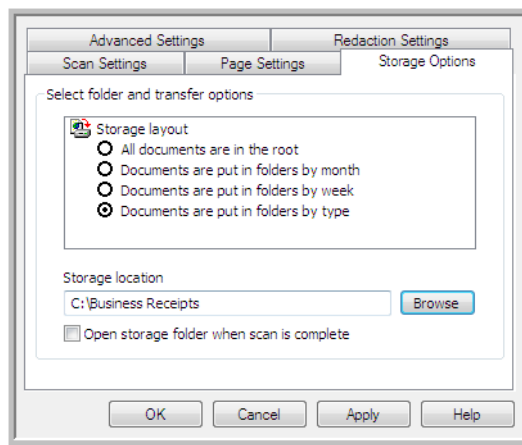 Advanced Settings Redaction Settings
Scan Settings Page Settings Storage Options
Select folder and transfer options
Storage layout
All documents are in the root
Documents are put in folders by month
Documents are put in folders by week
Documents are put in folders by type
Storage location
C:\Business Receipts Browse
Open storage folder when scan is complete
OK Cancel Apply Help